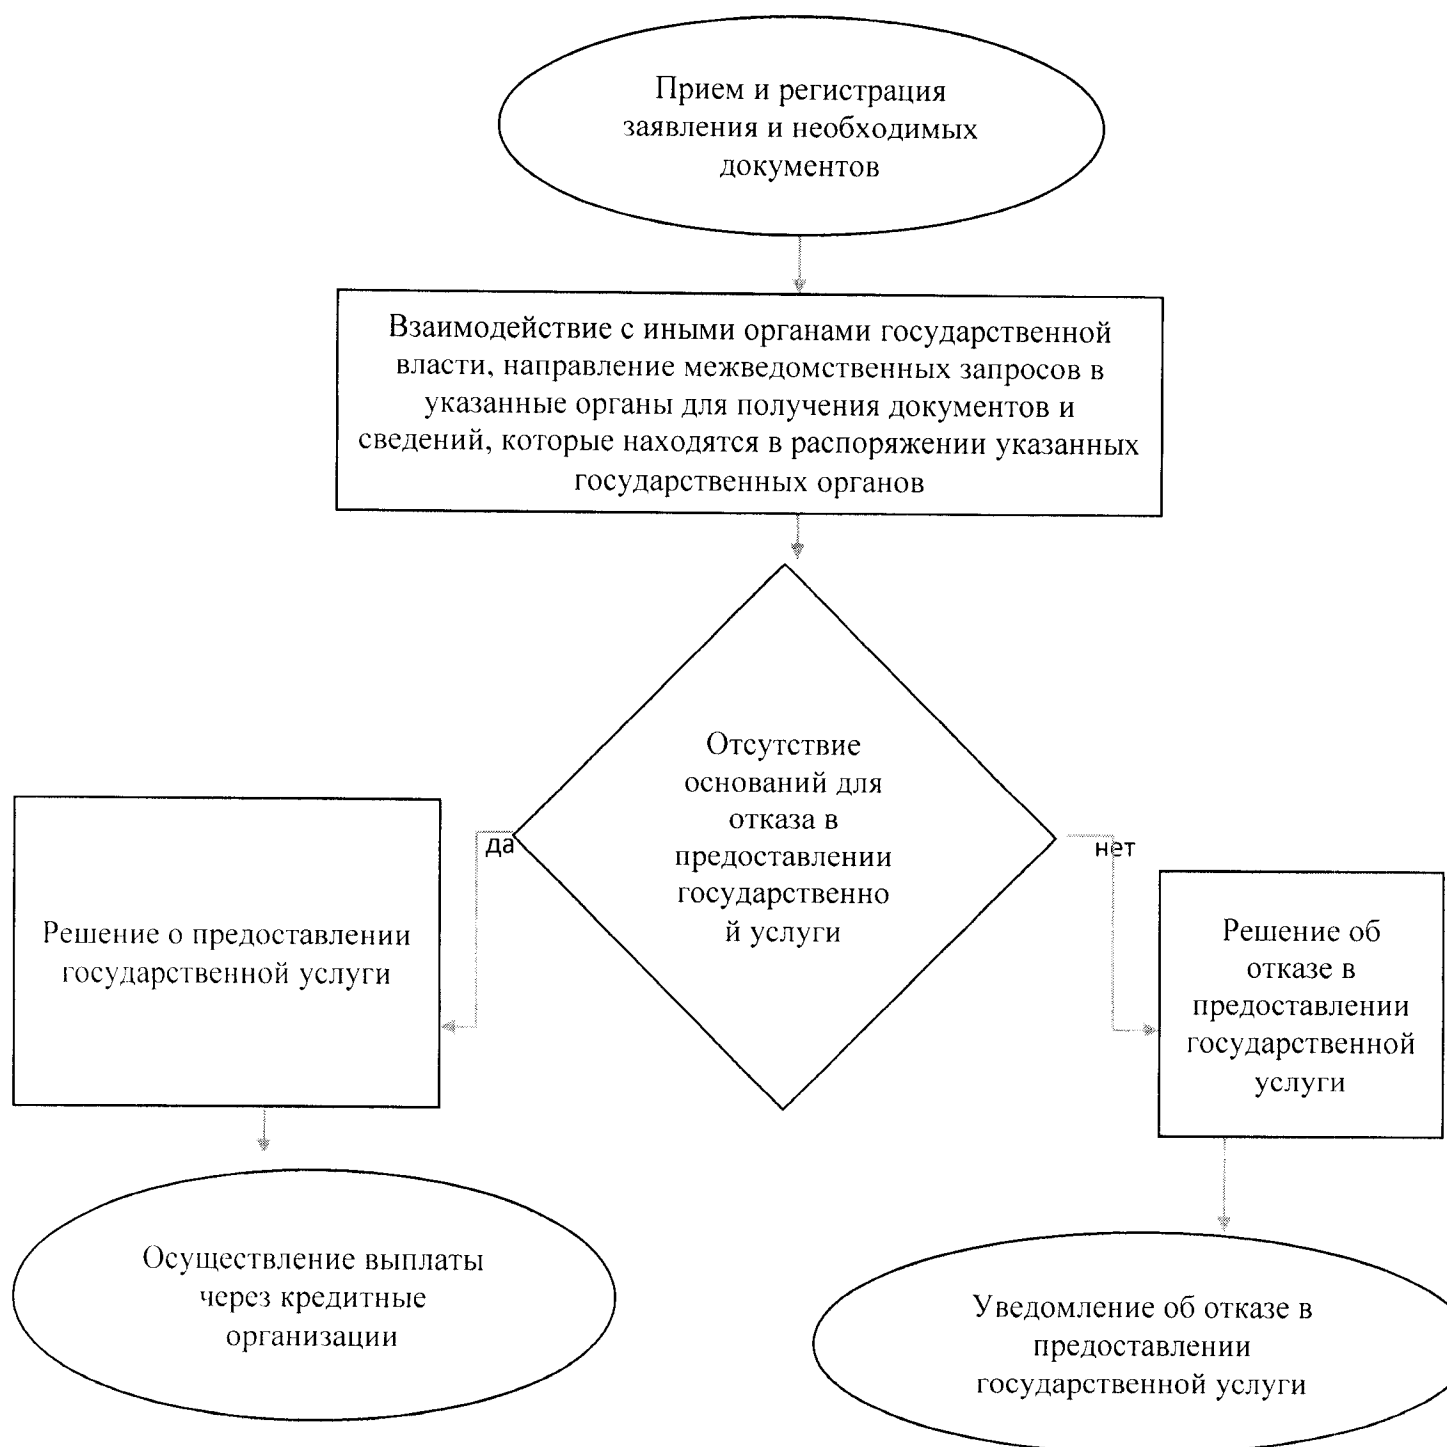 Прием и регистрация
заявления и необходимых
документов
Взаимодействие с иными органами государственной
власти, направление межведомственных запросов в
указанные органы для получения документов и
сведений, которые находятся в распоряжении указанных
государственных органов
Отсутствие
оснований для
отказа в
предоставлении
государственно
й услуги
да
нет
Решение о предоставлении
государственной услуги
Решение об
отказе в
предоставлении
государственной
услуги
Осуществление выплаты
через кредитные
организации
Уведомление об отказе в
предоставлении
государственной услуги